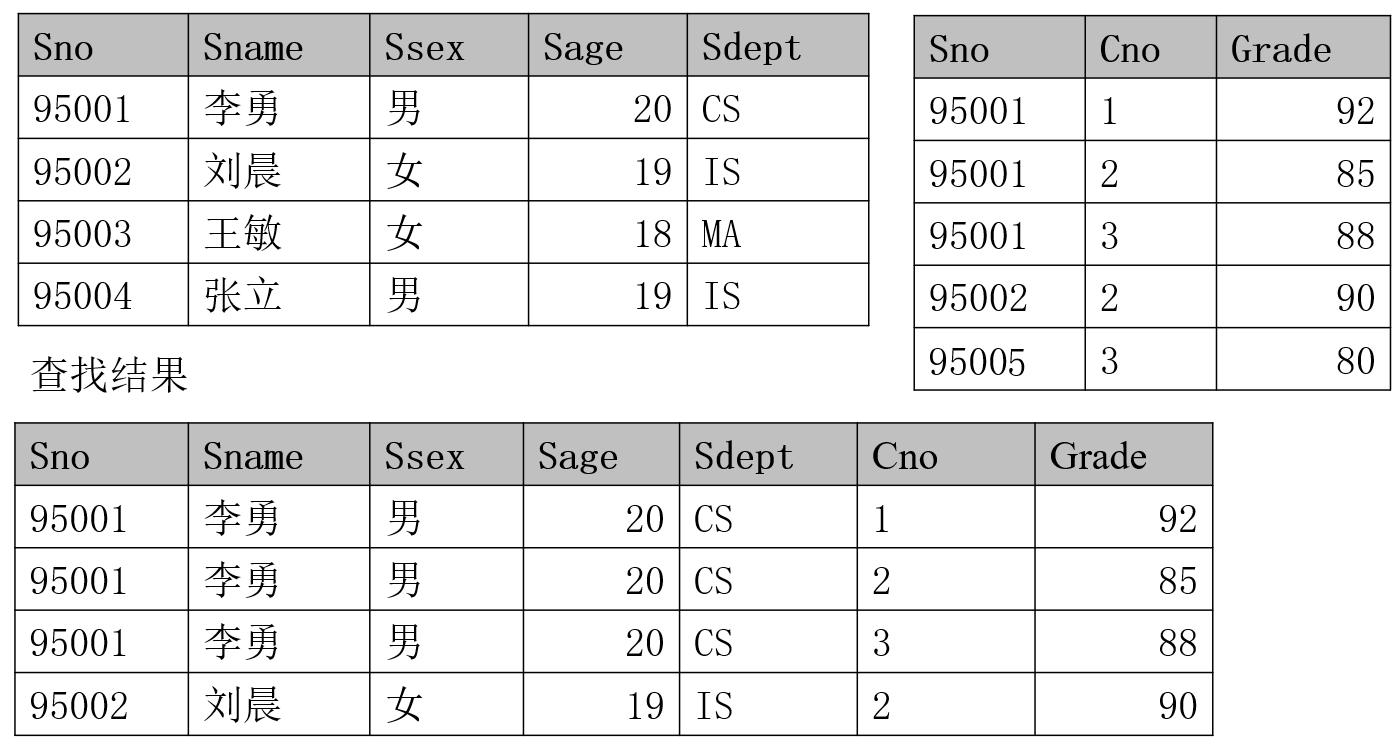 Sno Sname Ssex Sage Sdept
95001 李勇 男 20 CS
95002 刘晨 女 19 IS
95003 王敏 女 18 MA
95004 张立 男 19 IS
Sno Cno Grade
95001 1 92
95001 2 85
95001 3 88
95002 2 90
95005 3 80
查找结果
Sno Sname Ssex Sage Sdept Cno Grade
95001 李勇 男 20 CS 1 92
95001 李勇 男 20 CS 2 85
95001 李勇 男 20 CS 3 88
95002 刘晨 女 19 IS 2 90